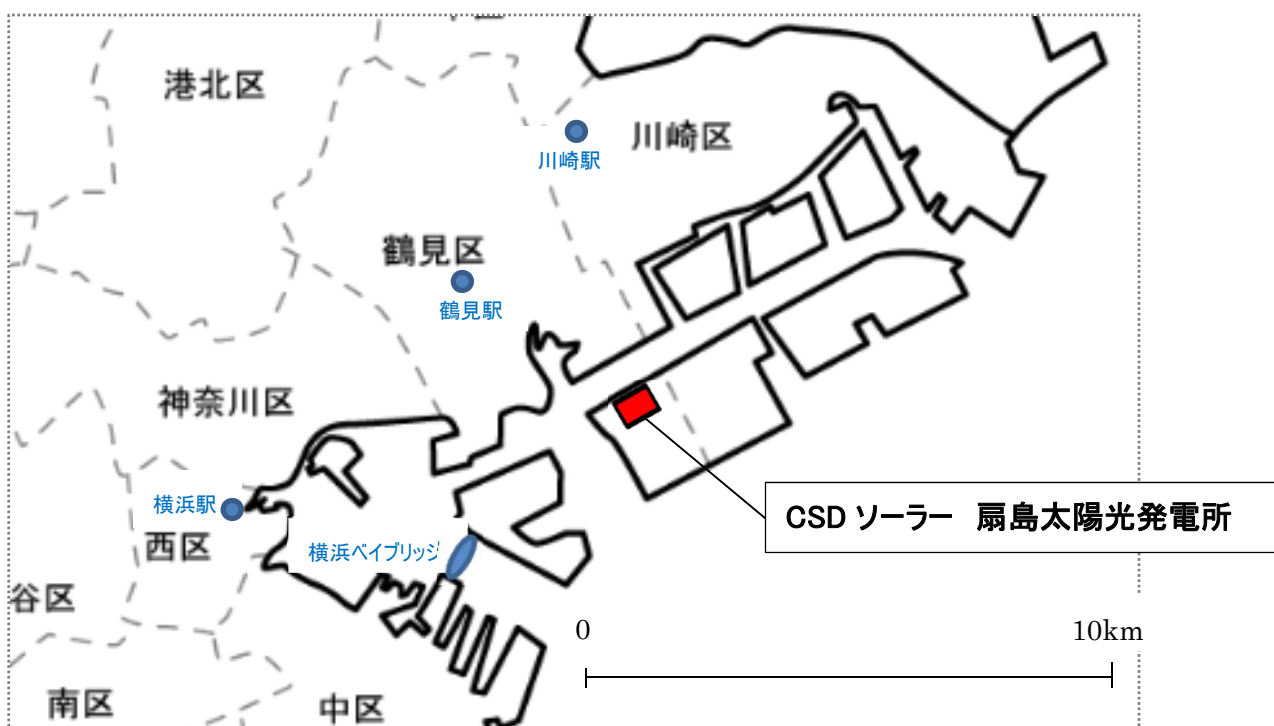 港北区
川崎駅
川崎区
鶴見区
鶴見駅
神奈川区
横浜駅
西区
横浜ベイブリッジ
CSD ソーラー 扇島太陽光発電所
谷区
0
10km
南区
中区